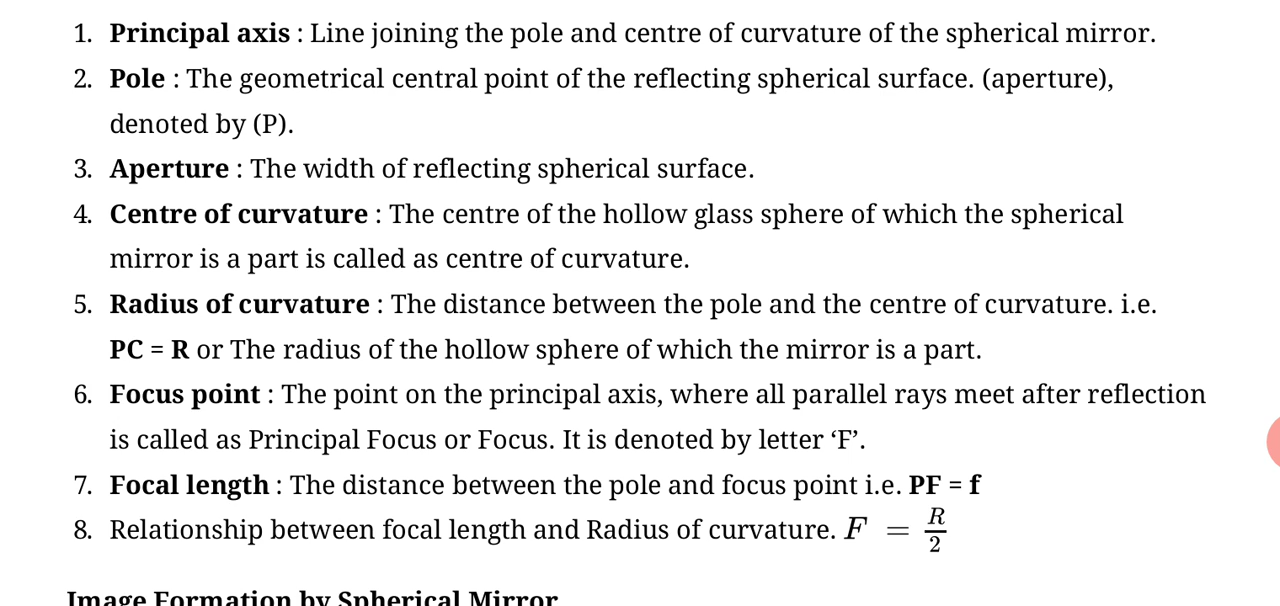 1. Principal axis : Line joining the pole and centre of curvature of the spherical mirror.
2. Pole : The geometrical central point of the reflecting spherical surface. (aperture),
denoted by (P).
3. Aperture : The width of reflecting spherical surface.
4. Centre of curvature : The centre of the hollow glass sphere of which the spherical
mirror is a part is called as centre of curvature.
5. Radius of curvature : The distance between the pole and the centre of curvature. i.e.
PC = R or The radius of the hollow sphere of which the mirror is a part.
6. Focus point : The point on the principal axis, where all parallel rays meet after reflection
is called as Principal Focus or Focus. It is denoted by letter ‘F’.
7. Focal length : The distance between the pole and focus point i.e. PF = f
8. Relationship between focal length and Radius of curvature. F = R/2
Image Formation by Spherical Mirror